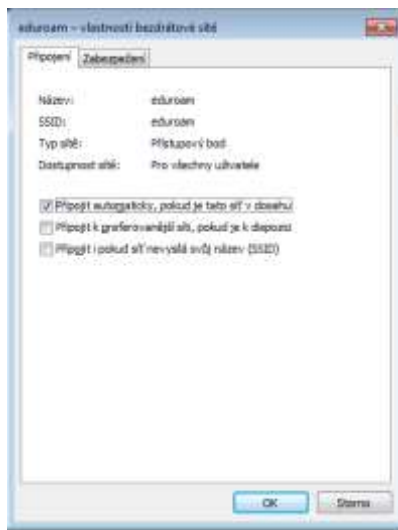 eduroam – vlastnosti bezdrátové sítě
Připojení Zabezpečení
Název: eduroam
SSID: eduroam
Typ sítě: Přístupový bod
Dostupnost sítě: Pro všechny uživatele
Připojit automaticky, pokud je tato síť v dosahu
Připojit k preferovanější síti, pokud je k dispozici
Připojit i pokud síť nevysílá svůj název (SSID)
OK Storno